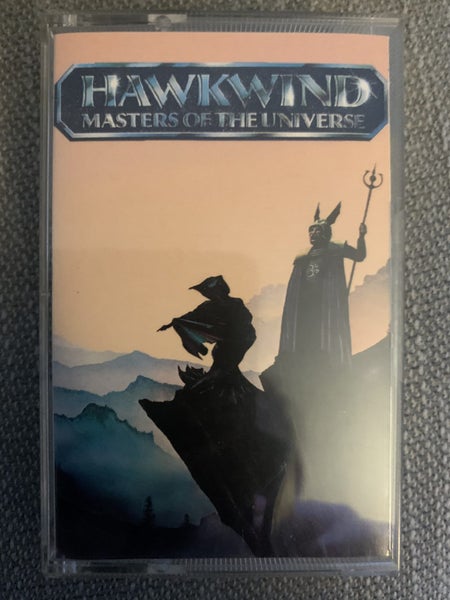 HAWKWIND
MASTERS OF THE UNIVERSE
ॐ